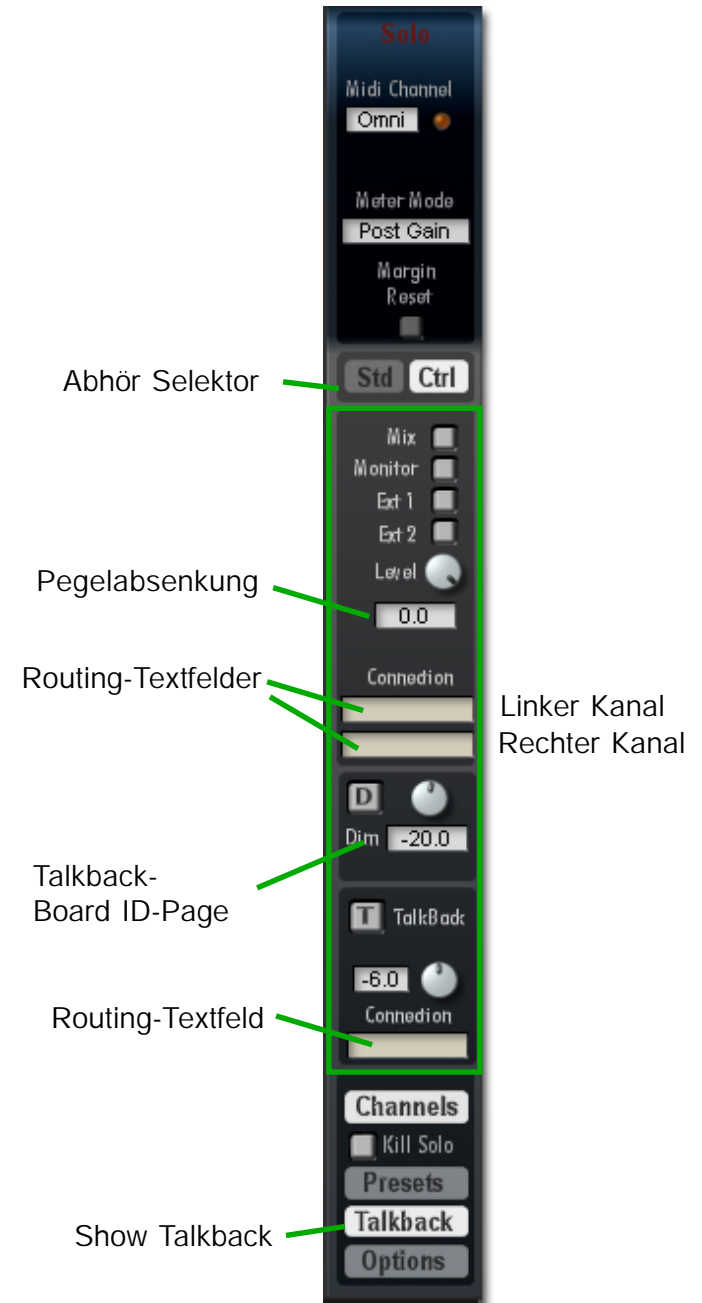 Solo
Midi Channel
Omni
Meter Mode
Post Gain
Margin
Reset
Abhör Selektor
Std Ctrl
Mix
Monitor
Ext 1
Ext 2
Level
Pegelabsenkung
0.0
Routing-Textfelder
Connection
Linker Kanal
Rechter Kanal
D
Dim -20.0
Talkback-
Board ID-Page
T TalkBack
-6.0
Connection
Routing-Textfeld
Channels
Kill Solo
Presets
Show Talkback
Talkback
Options